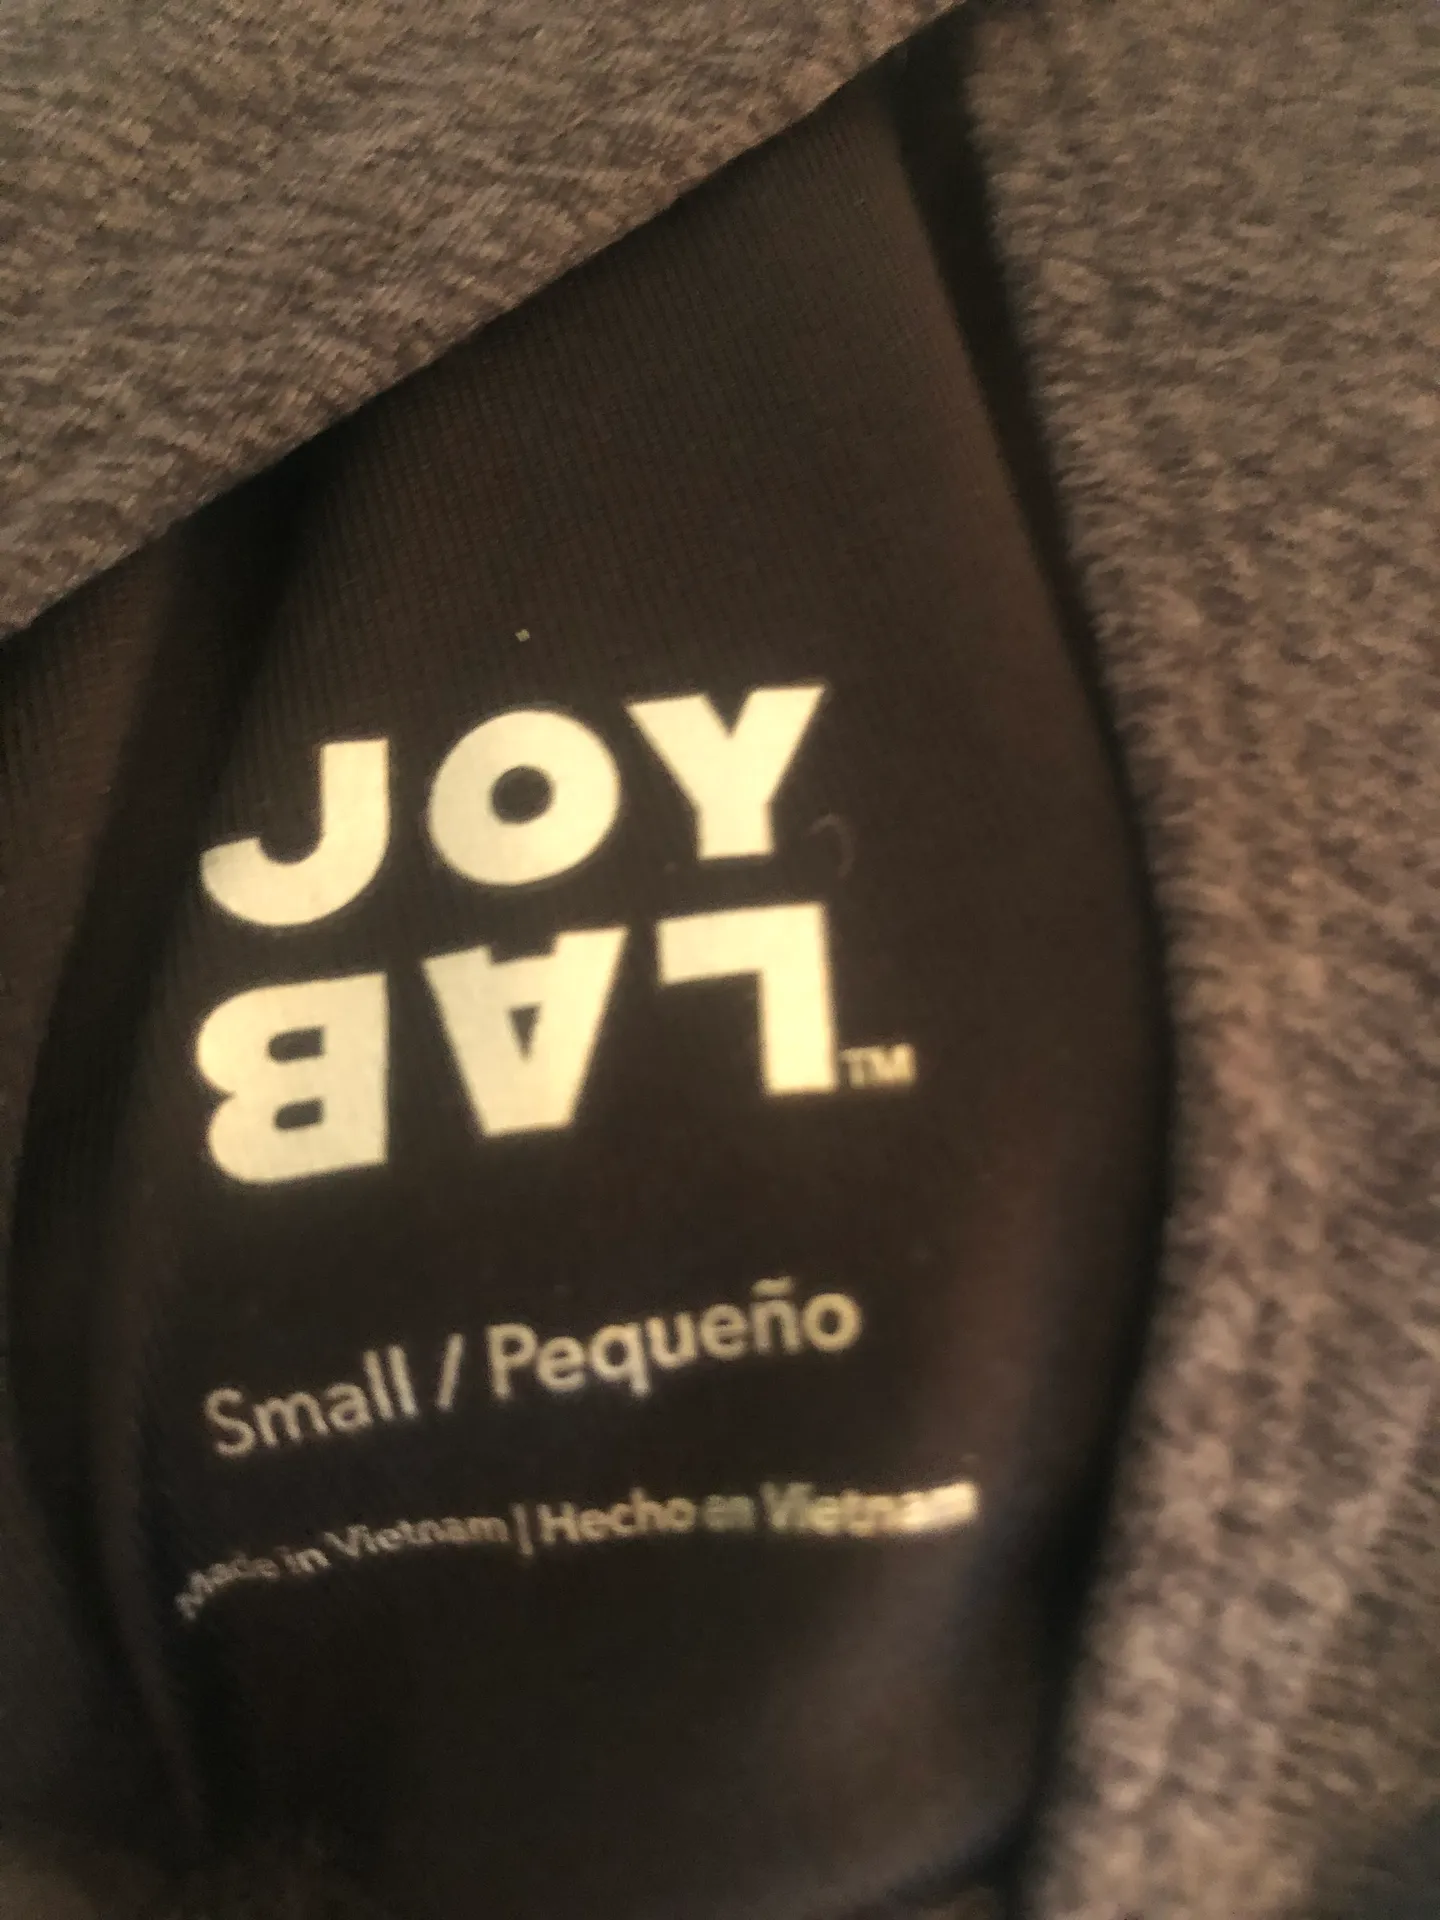 JOY
LAB™
Small / Pequeño
Made in Vietnam | Hecho en Vietnam